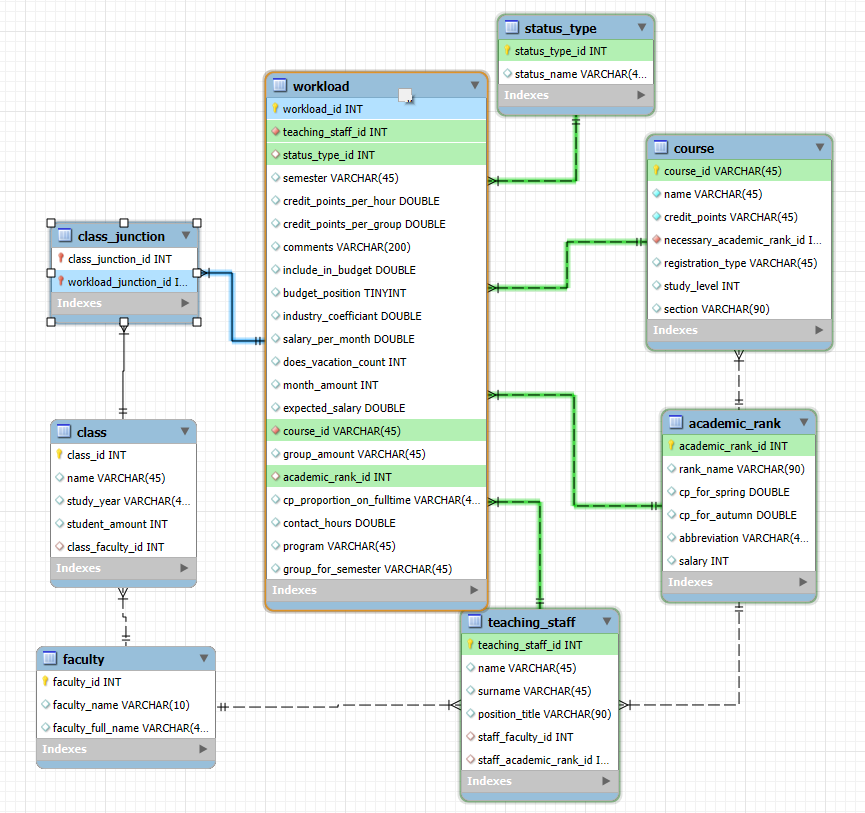 status_type
status_type_id INT
status_name VARCHAR(4...
Indexes
workload
workload_id INT
teaching_staff_id INT
status_type_id INT
semester VARCHAR(45)
credit_points_per_hour DOUBLE
credit_points_per_group DOUBLE
comments VARCHAR(200)
include_in_budget DOUBLE
budget_position TINYINT
industry_coefficiant DOUBLE
salary_per_month DOUBLE
does_vacation_count INT
month_amount INT
expected_salary DOUBLE
course_id VARCHAR(45)
group_amount VARCHAR(45)
academic_rank_id INT
cp_proportion_on_fulltime VARCHAR(4...
contact_hours DOUBLE
program VARCHAR(45)
group_for_semester VARCHAR(45)
Indexes
course
course_id VARCHAR(45)
name VARCHAR(45)
credit_points VARCHAR(45)
necessary_academic_rank_id I...
registration_type VARCHAR(45)
study_level INT
section VARCHAR(90)
Indexes
class_junction
class_junction_id INT
workload_junction_id I...
Indexes
class
class_id INT
name VARCHAR(45)
study_year VARCHAR(4...
student_amount INT
class_faculty_id INT
Indexes
academic_rank
academic_rank_id INT
rank_name VARCHAR(90)
cp_for_spring DOUBLE
cp_for_autumn DOUBLE
abbreviation VARCHAR(4...
salary INT
Indexes
teaching_staff
teaching_staff_id INT
name VARCHAR(45)
surname VARCHAR(45)
position_title VARCHAR(90)
staff_faculty_id INT
staff_academic_rank_id I...
Indexes
faculty
faculty_id INT
faculty_name VARCHAR(10)
faculty_full_name VARCHAR(4...
Indexes